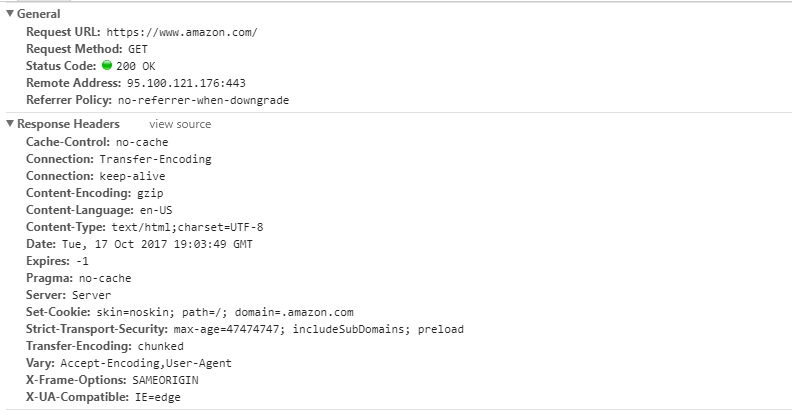 General
Request URL: https://www.amazon.com/
Request Method: GET
Status Code: 200 OK
Remote Address: 95.100.121.176:443
Referrer Policy: no-referrer-when-downgrade
Response Headers view source
Cache-Control: no-cache
Connection: Transfer-Encoding
Connection: keep-alive
Content-Encoding: gzip
Content-Language: en-US
Content-Type: text/html;charset=UTF-8
Date: Tue, 17 Oct 2017 19:03:49 GMT
Expires: -1
Pragma: no-cache
Server: Server
Set-Cookie: skin=noskin; path=/; domain=.amazon.com
Strict-Transport-Security: max-age=47474747; includeSubDomains; preload
Transfer-Encoding: chunked
Vary: Accept-Encoding,User-Agent
X-Frame-Options: SAMEORIGIN
X-UA-Compatible: IE=edge